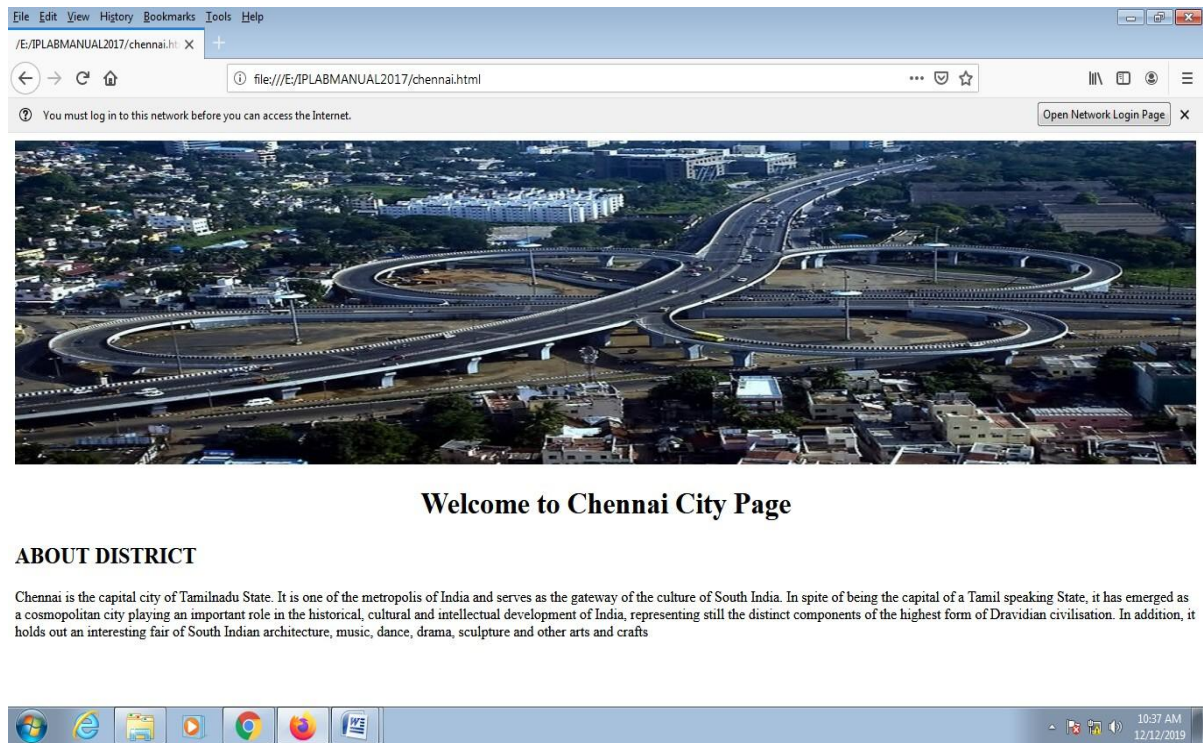 File Edit View History Bookmarks Tools Help
/E:/IPLABMANUAL2017/chennai.ht
file:///E:/IPLABMANUAL2017/chennai.html
You must log in to this network before you can access the Internet. Open Network Login Page
Welcome to Chennai City Page
ABOUT DISTRICT
Chennai is the capital city of Tamilnadu State. It is one of the metropolis of India and serves as the gateway of the culture of South India. In spite of being the capital of a Tamil speaking State, it has emerged as
a cosmopolitan city playing an important role in the historical, cultural and intellectual development of India, representing still the distinct components of the highest form of Dravidian civilisation. In addition, it
holds out an interesting fair of South Indian architecture, music, dance, drama, sculpture and other arts and crafts
10:37 AM
12/12/2019